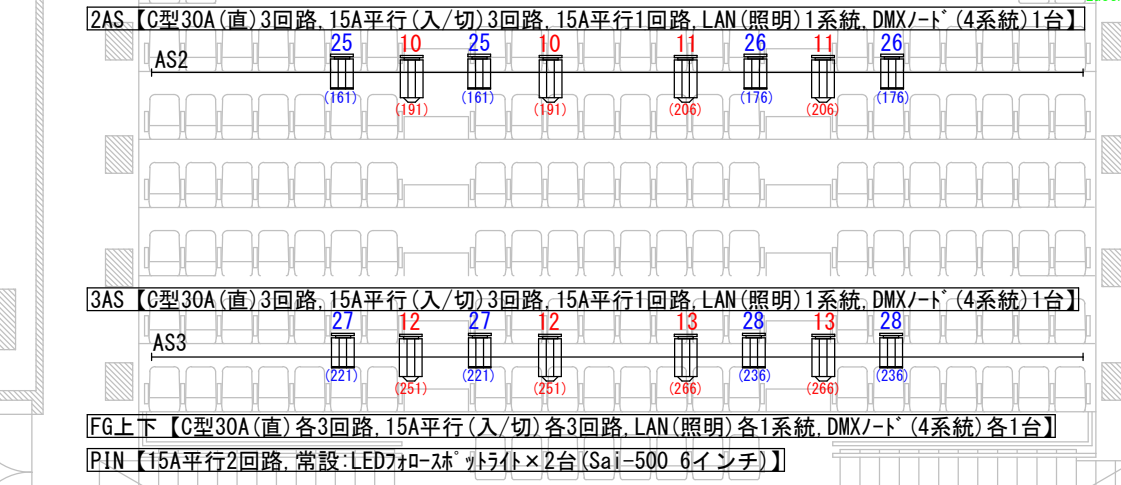 2AS【C型30A(直)3回路,15A平行(入/切)3回路,15A平行1回路,LAN(照明)1系統,DMXﾉｰﾄﾞ(4系統)1台】
25 10 25 10 11 26 11 26
AS2
(161) (191) (161) (191) (206) (176) (206) (176)
3AS【C型30A(直)3回路,15A平行(入/切)3回路,15A平行1回路,LAN(照明)1系統,DMXﾉｰﾄﾞ(4系統)1台】
27 12 27 12 13 28 13 28
AS3
(221) (251) (221) (251) (266) (236) (266) (236)
FG上下【C型30A(直)各3回路,15A平行(入/切)各3回路,LAN(照明)各1系統,DMXﾉｰﾄﾞ(4系統)各1台】
PIN【15A平行2回路,常設:LEDﾌｫﾛｰｽﾎﾟｯﾄﾗｲﾄ×2台(Sai-500 6インチ)】